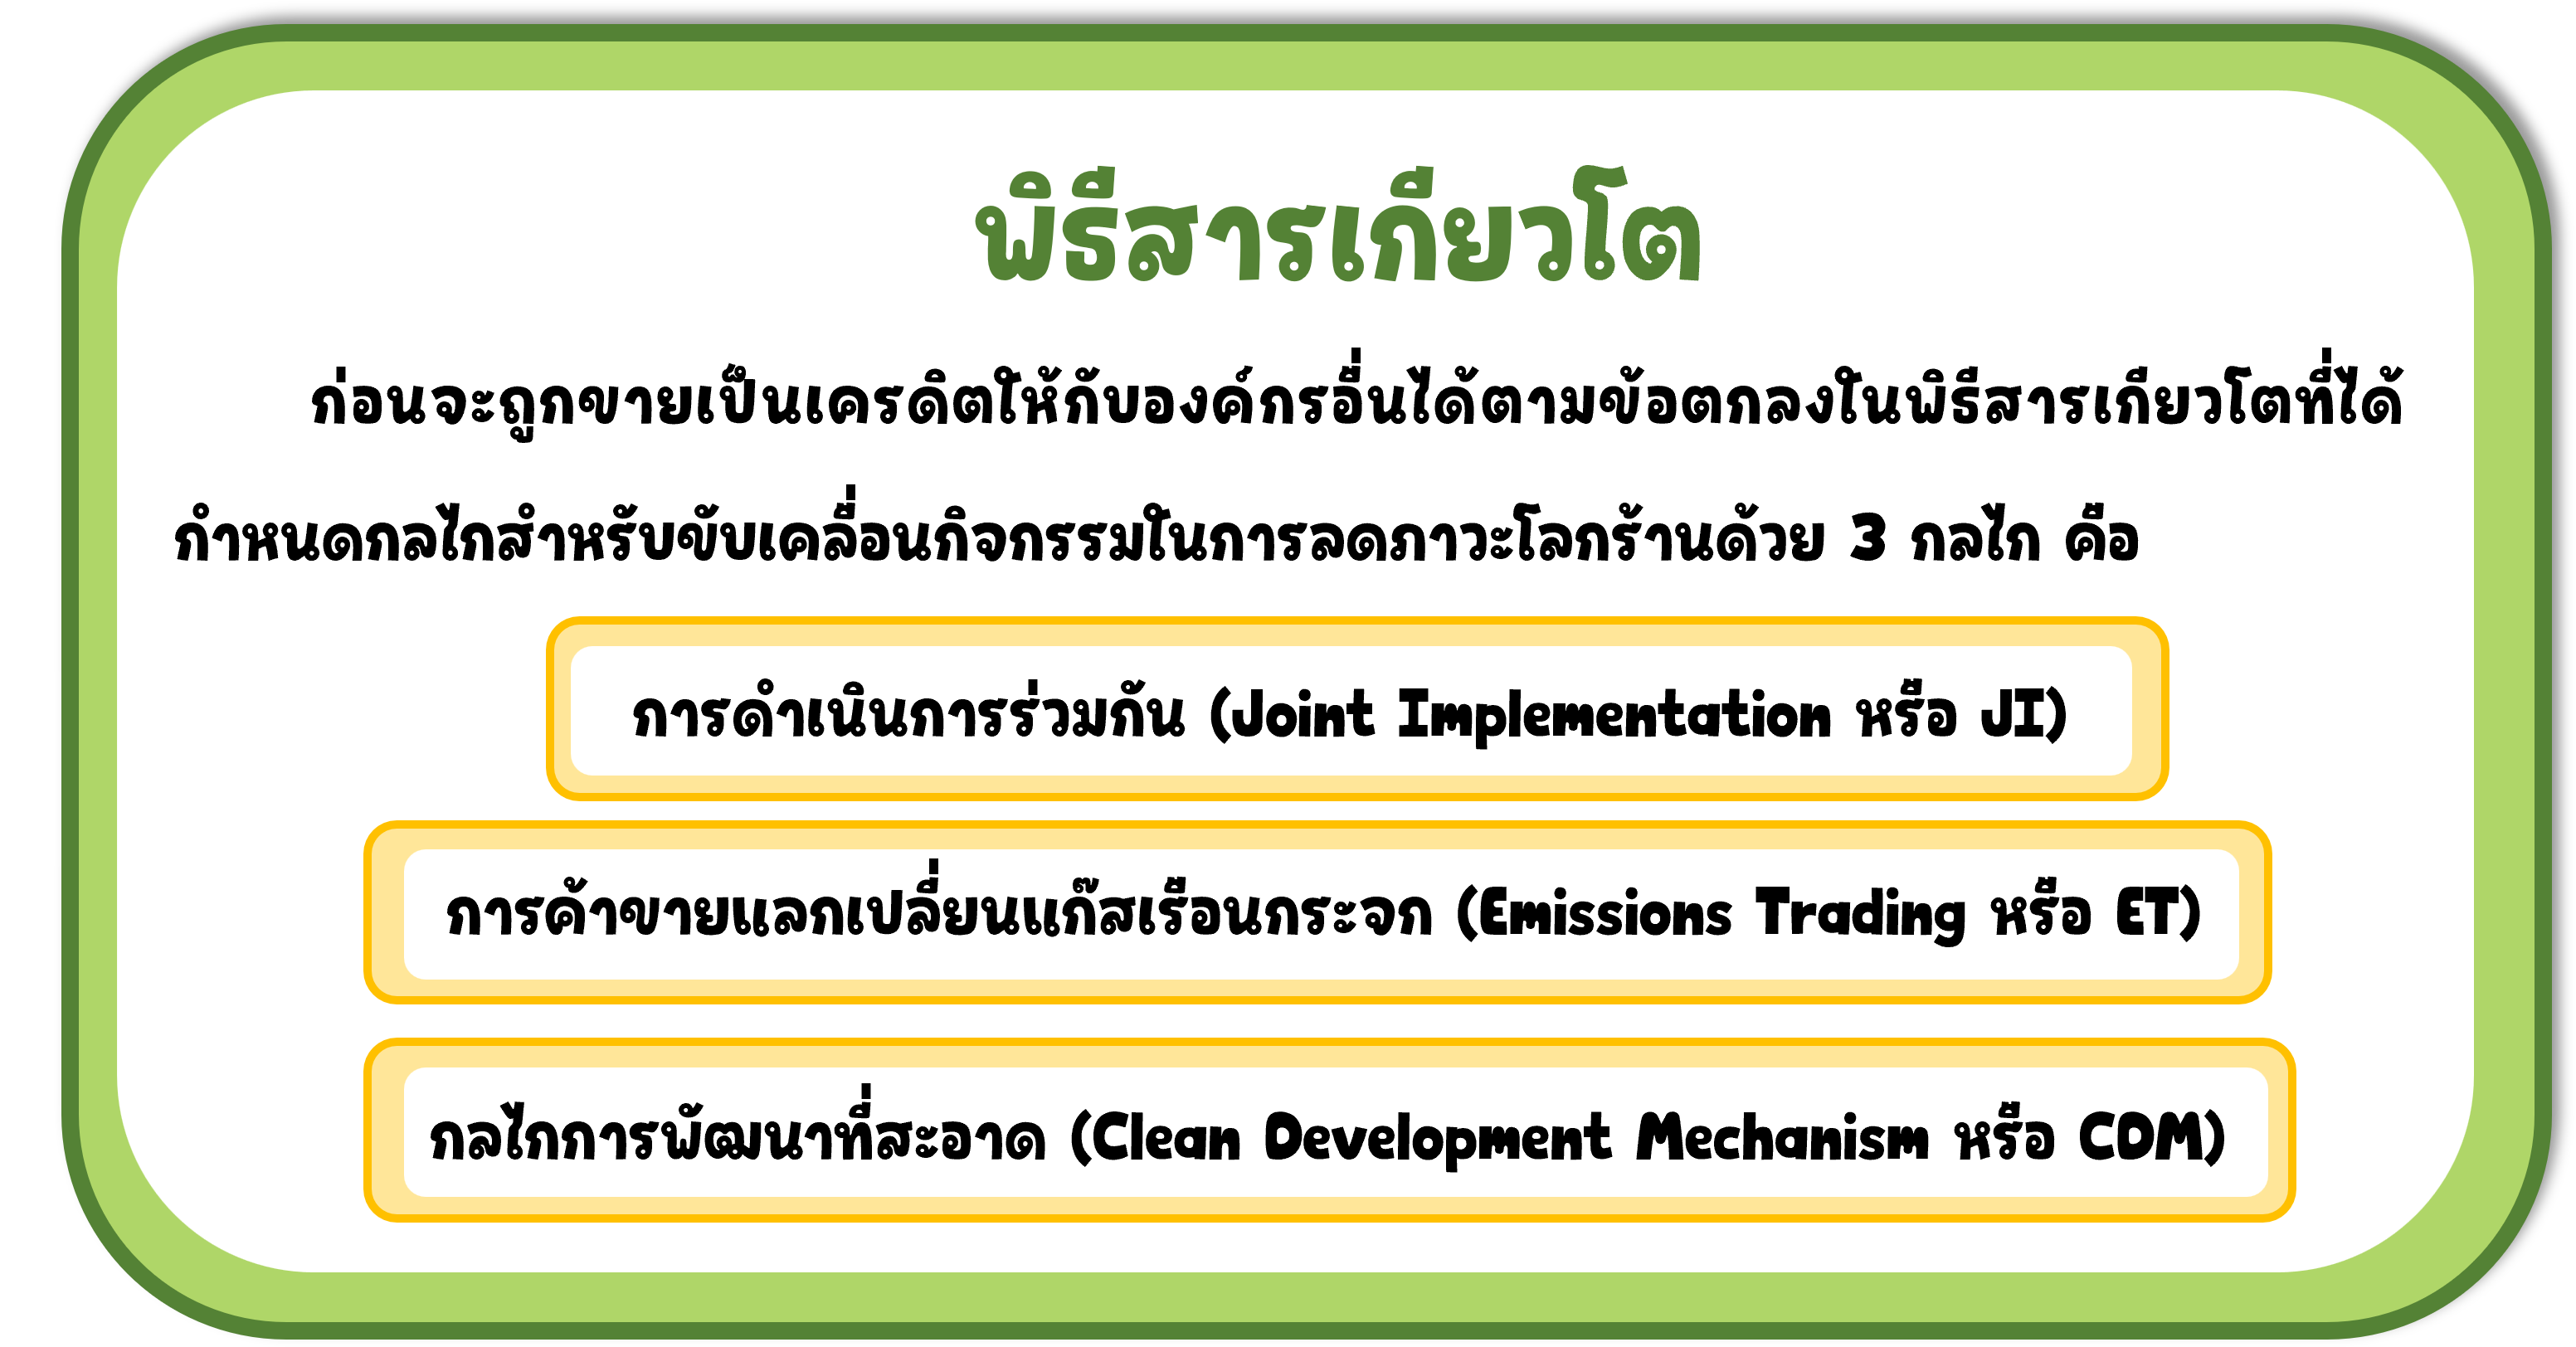 พิธีสารเกียวโต
ก่อนจะถูกขายเป็นเครดิตให้กับองค์กรอื่นได้ตามข้อตกลงในพิธีสารเกียวโตที่ได้
กำหนดกลไกสำหรับขับเคลื่อนกิจกรรมในการลดภาวะโลกร้านด้วย 3 กลไก คือ
การดำเนินการร่วมกัน (Joint Implementation หรือ JI)
การค้าขายแลกเปลี่ยนแก๊สเรือนกระจก (Emissions Trading หรือ ET)
กลไกการพัฒนาที่สะอาด (Clean Development Mechanism หรือ CDM)